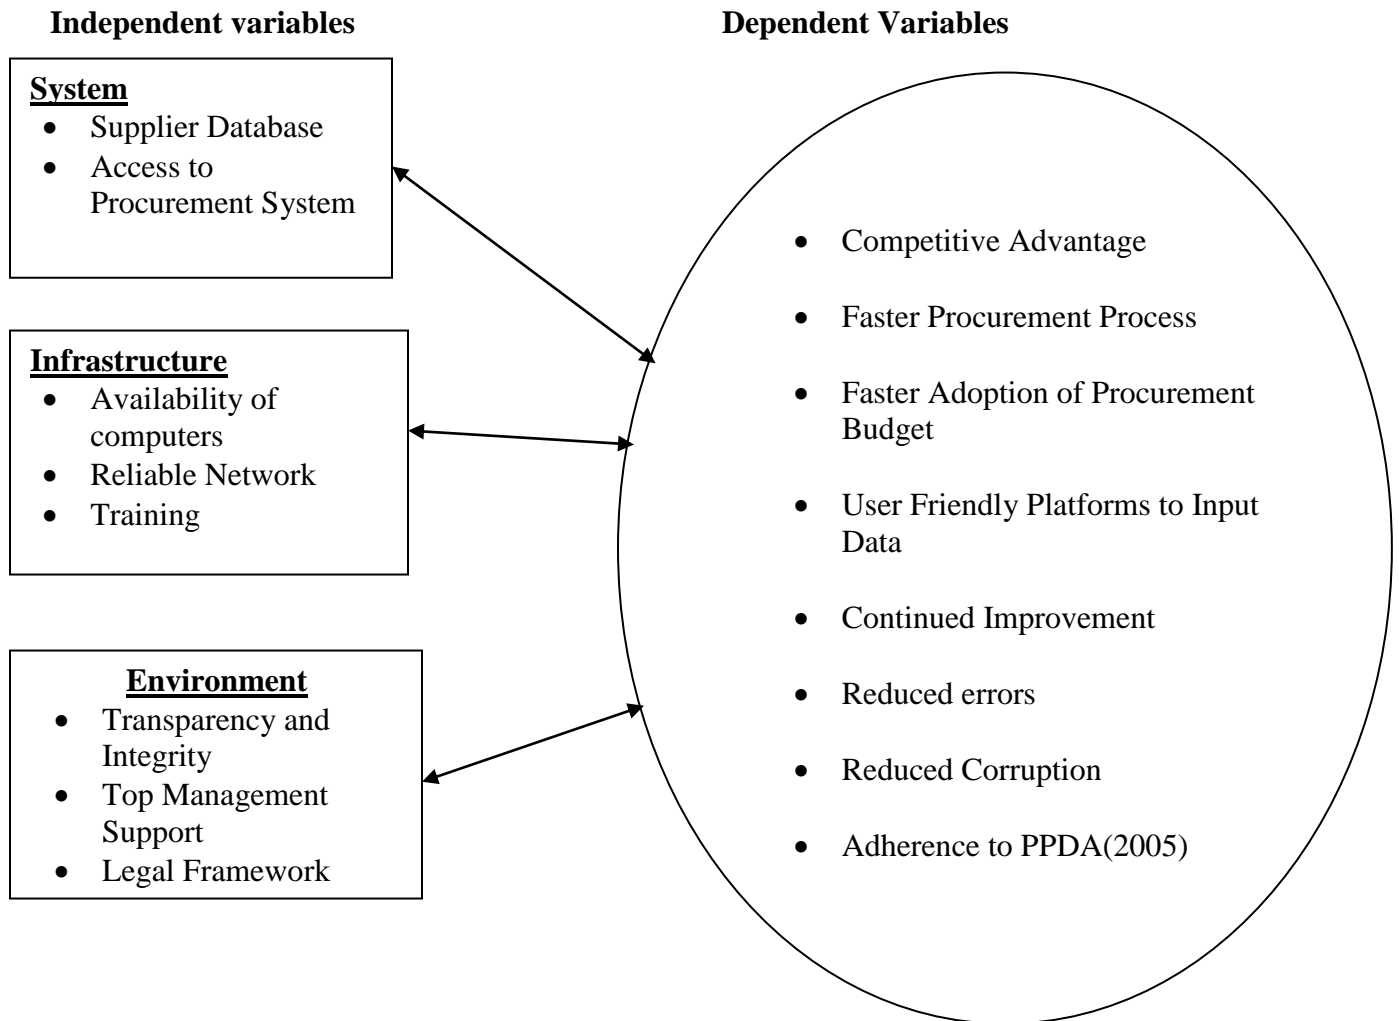 Independent variables
Dependent Variables
System
• Supplier Database
• Access to
Procurement System
Infrastructure
• Availability of
computers
• Reliable Network
• Training
Environment
• Transparency and
Integrity
• Top Management
Support
• Legal Framework
• Competitive Advantage
• Faster Procurement Process
• Faster Adoption of Procurement
Budget
• User Friendly Platforms to Input
Data
• Continued Improvement
• Reduced errors
• Reduced Corruption
• Adherence to PPDA(2005)